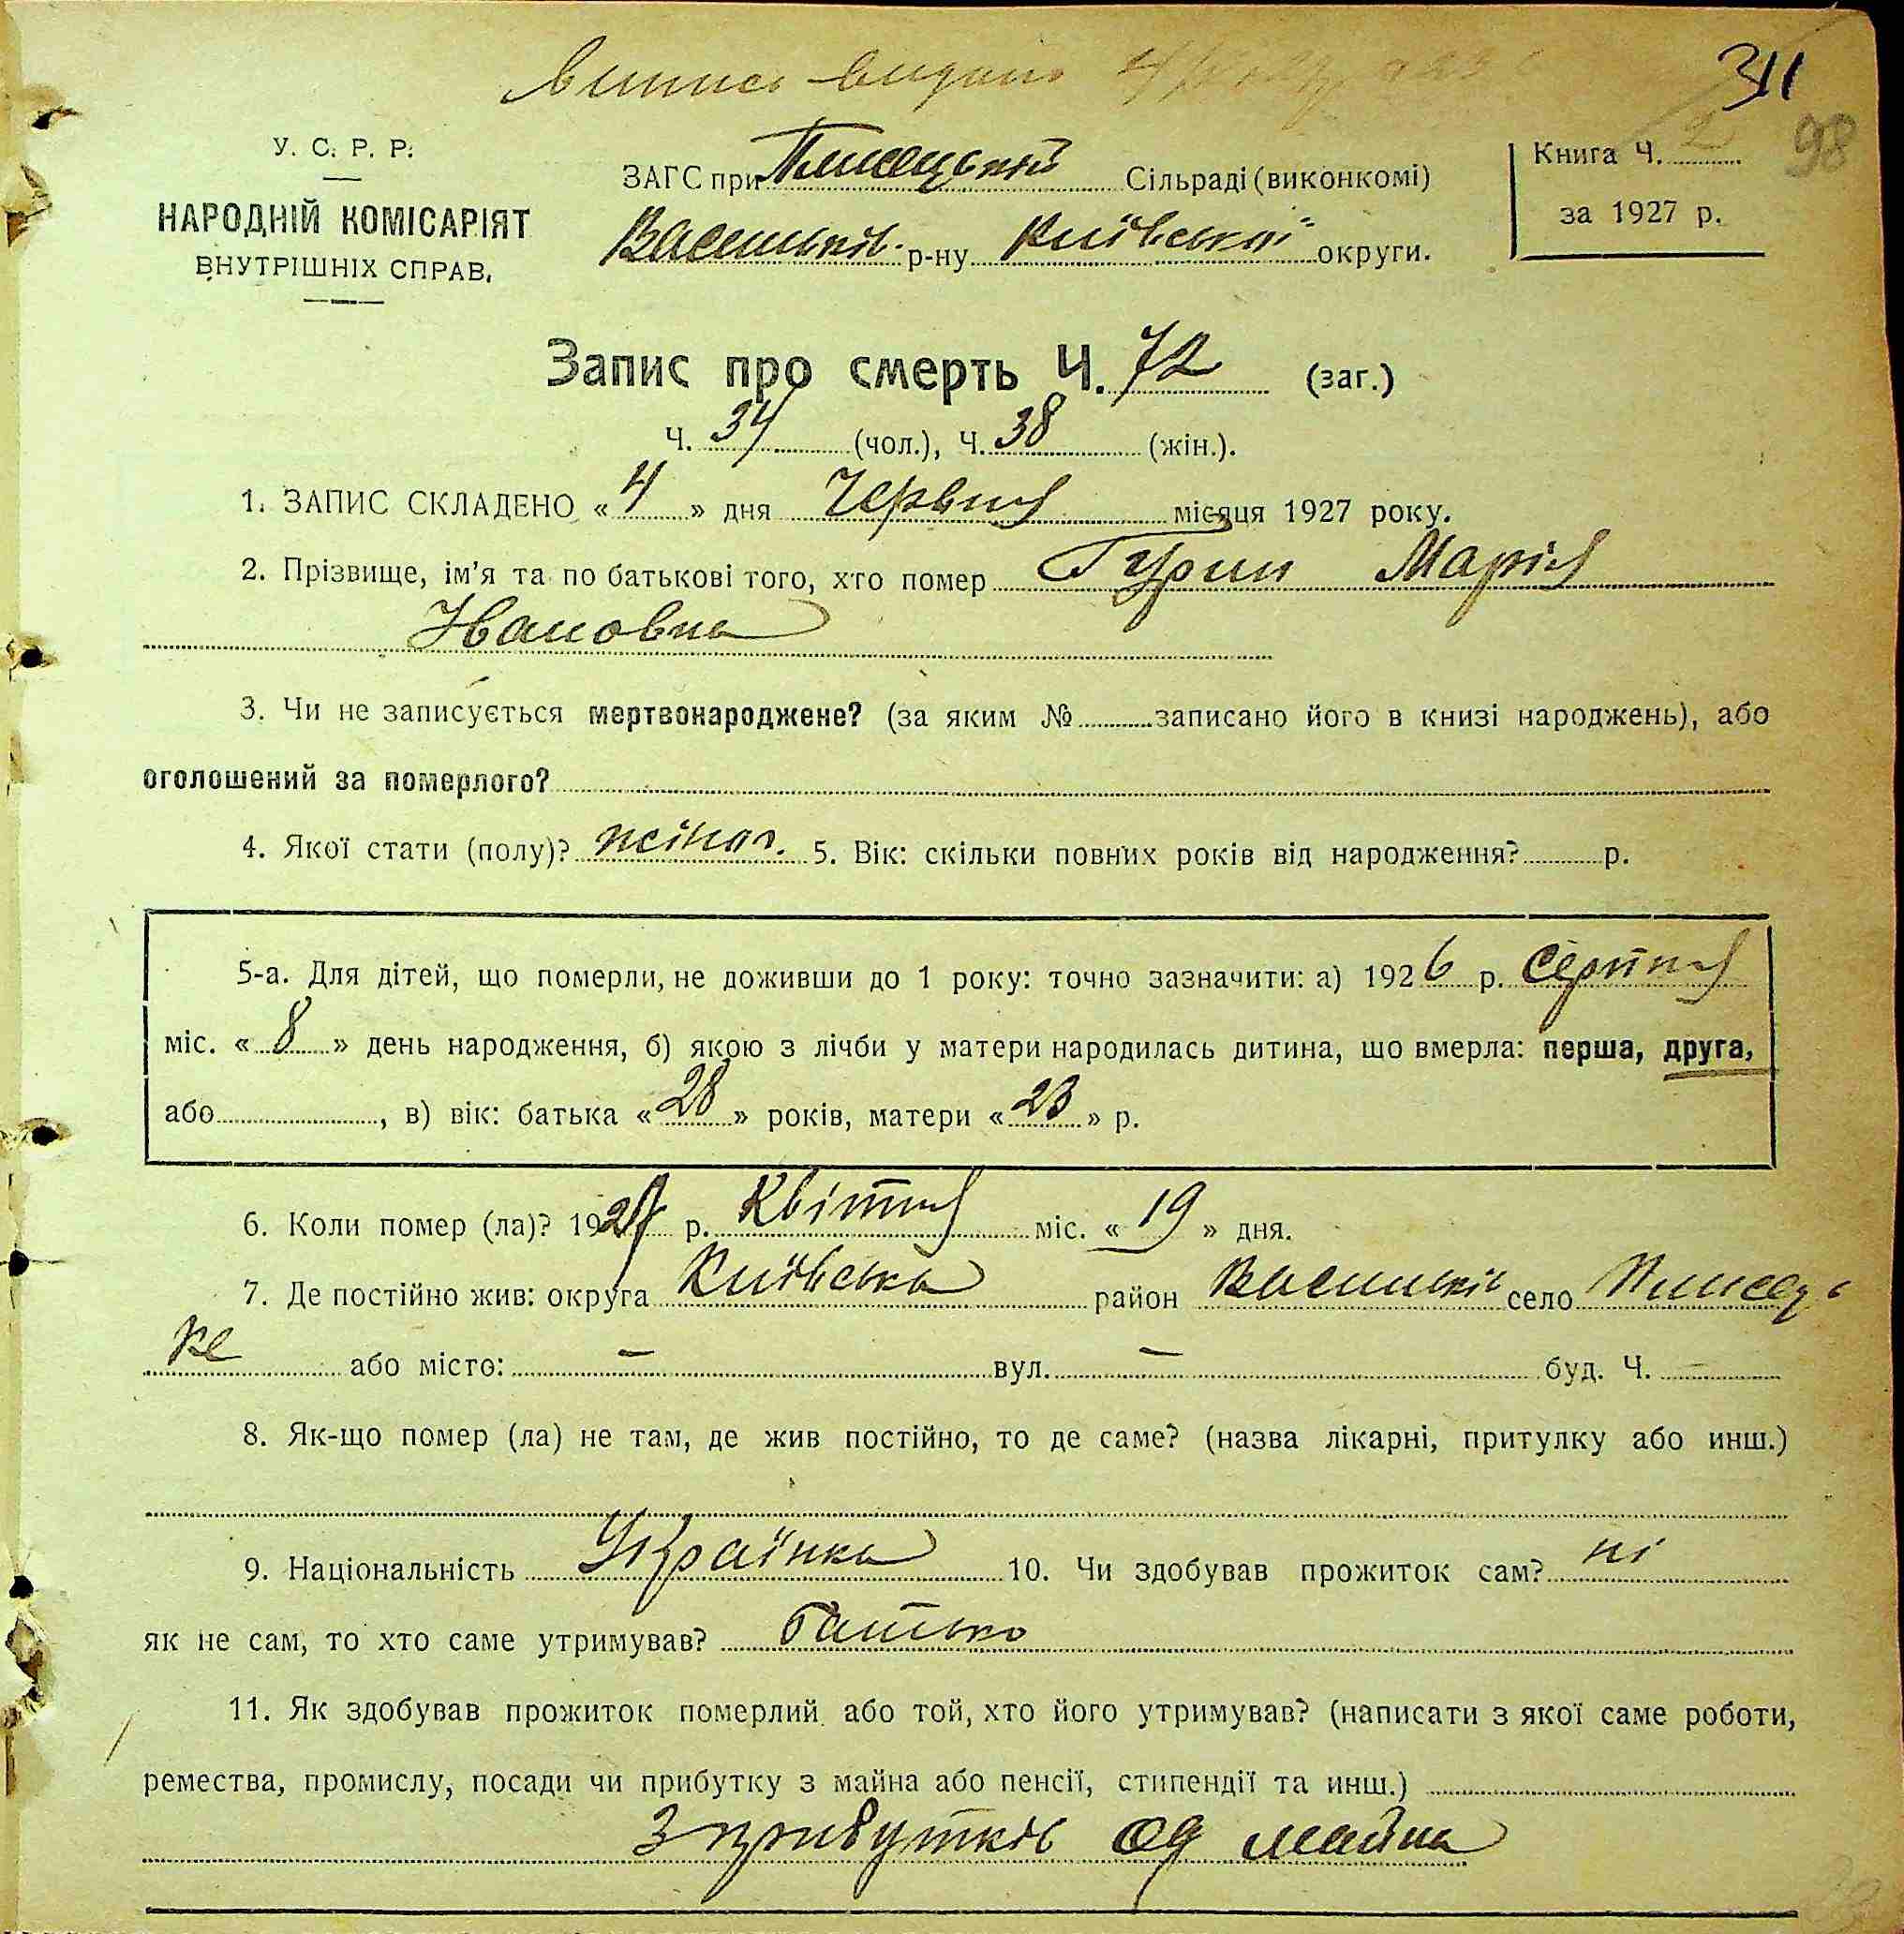 Випись видано
311
98
У. С. Р. Р.
НАРОДНІЙ КОМІСАРІЯТ
ВНУТРІШНІХ СПРАВ.
ЗАГС при Плисецькій Сільраді (виконкомі)
Васильків. р-ну Київської округи.
Книга Ч. 2
за 1927 р.
Запис про смерть Ч. 72 (заг.)
Ч. 34 (чол.), Ч. 38 (жін.).
1. ЗАПИС СКЛАДЕНО « 4 » дня Червня місяця 1927 року.
2. Прізвище, ім'я та по батькові того, хто помер Гурин Марія
Івановна
3. Чи не записується мертвонароджене? (за яким № записано його в книзі народжень), або
оголошений за померлого?
4. Якої стати (полу)? жіноч. 5. Вік: скільки повних років від народження? р.
5-а. Для дітей, що померли, не доживши до 1 року: точно зазначити: а) 1926 р. Серпня
міс. « 8 » день народження, б) якою з лічби у матери народилась дитина, що вмерла: перша, друга,
або , в) вік: батька « 28 » років, матери « 23 » р.
6. Коли помер (ла)? 1927 р. Квітня міс. « 19 » дня.
7. Де постійно жив: округа Київська район Васильків село Плисець
ке або місто: – вул. – буд. Ч. –
8. Як-що помер (ла) не там, де жив постійно, то де саме? (назва лікарні, притулку або инш.)
9. Національність Українка 10. Чи здобував прожиток сам? ні
як не сам, то хто саме утримував? батько
11. Як здобував прожиток померлий або той, хто його утримував? (написати з якої саме роботи,
ремества, промислу, посади чи прибутку з майна або пенсії, стипендії та инш.)
З прибутків од майна